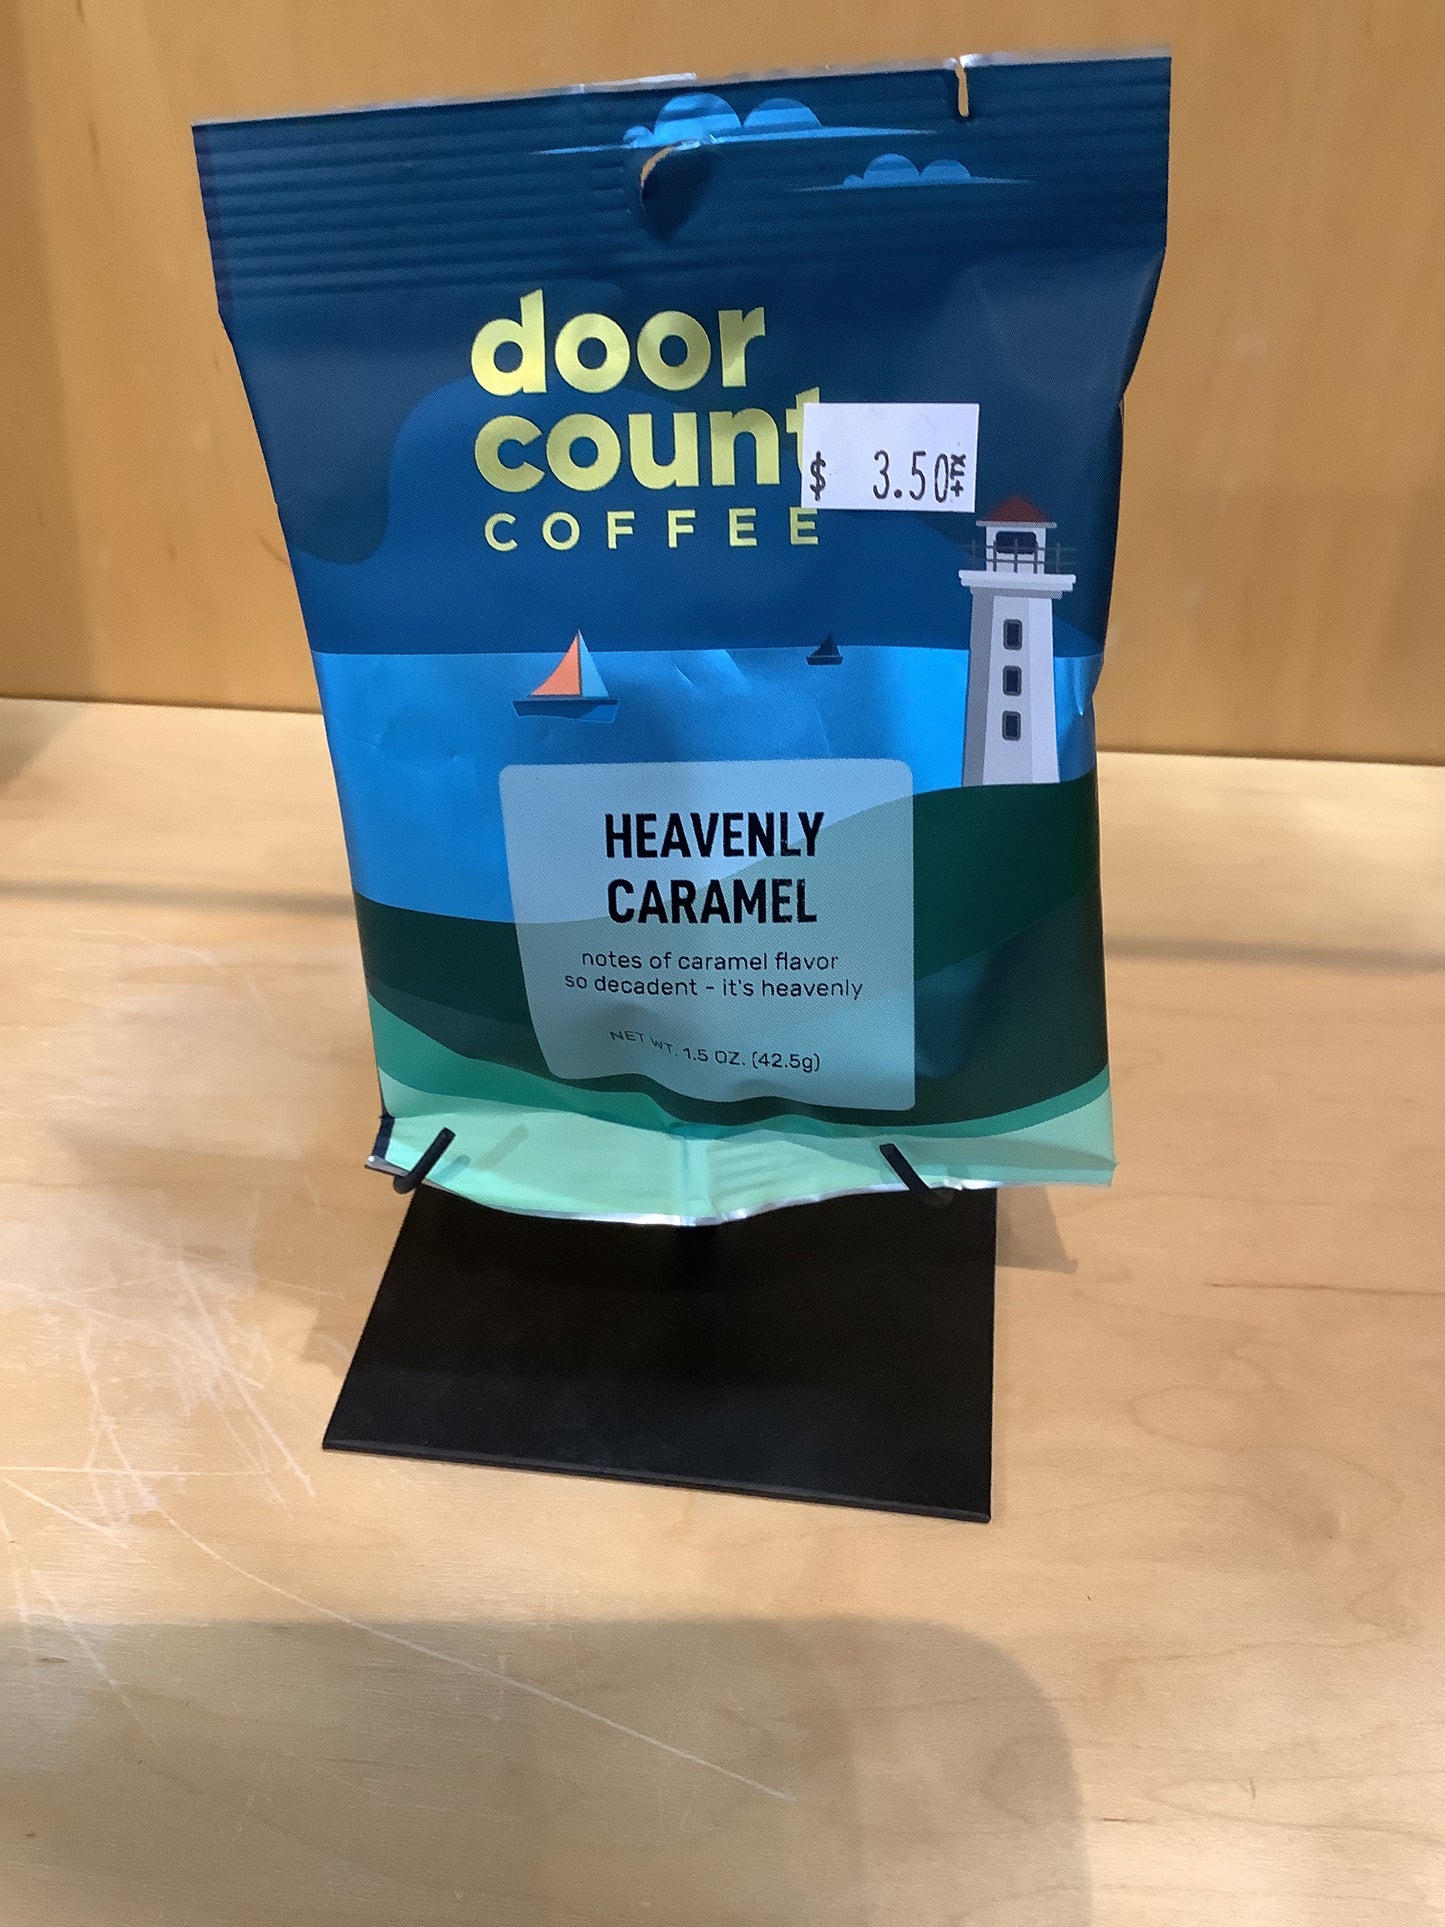 door
count
COFFEE
$ 3.50 +TX
HEAVENLY
CARAMEL
notes of caramel flavor
so decadent - it's heavenly
NET WT. 1.5 OZ. (42.5g)